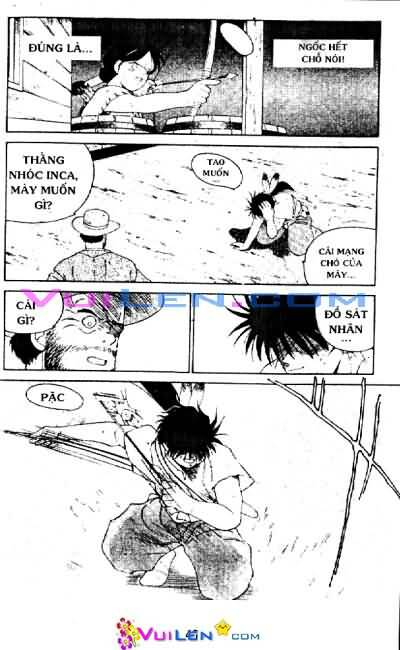 ĐÚNG LÀ...
NGỐC HẾT
CHỖ NÓI!
THẰNG
NHÓC INCA,
MÀY MUỐN
GÌ?
TAO
MUỐN...
CÁI MẠNG
CHÓ CỦA
MÀY...
CÁI
GÌ?
ĐỒ SÁT
NHÂN
...
VUILEN.COM
PẶC
VUILEN